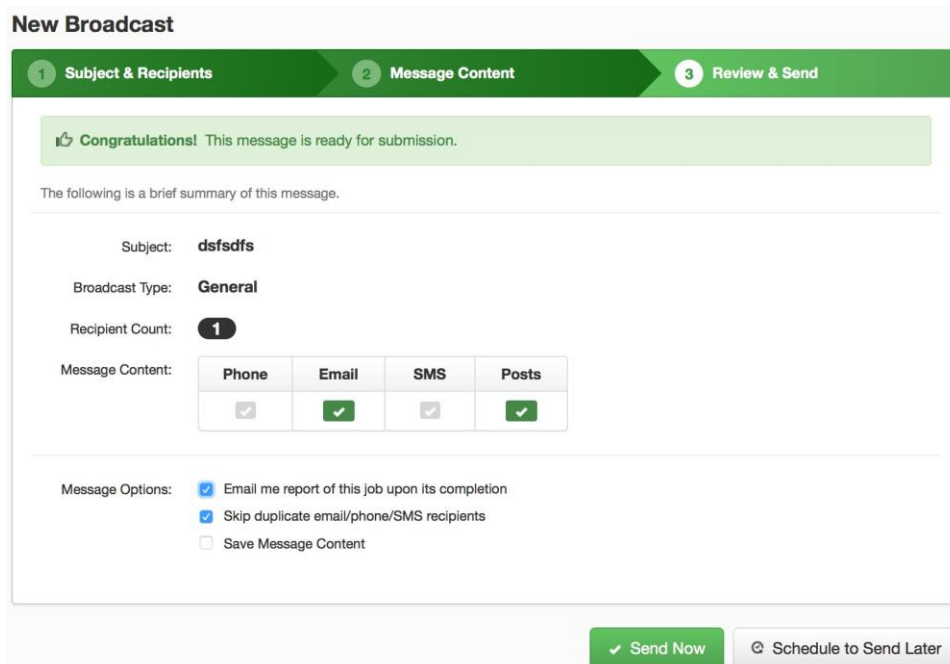 New Broadcast
1 Subject & Recipients 2 Message Content 3 Review & Send
Congratulations! This message is ready for submission.
The following is a brief summary of this message.
Subject: dsfsdfs
Broadcast Type: General
Recipient Count: 1
Message Content: Phone Email SMS Posts
Message Options: Email me report of this job upon its completion
Skip duplicate email/phone/SMS recipients
Save Message Content
Send Now Schedule to Send Later